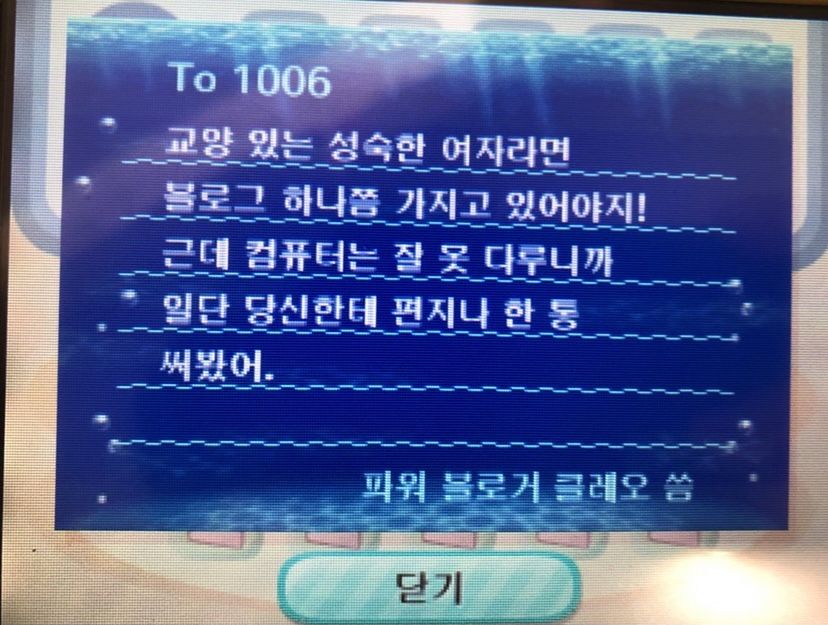 To 1006
교양 있는 성숙한 여자라면
블로그 하나쯤 가지고 있어야지!
근데 컴퓨터는 잘 못 다루니까
일단 당신한테 편지나 한 통
써봤어.
파워 블로거 클레오 씀
닫기